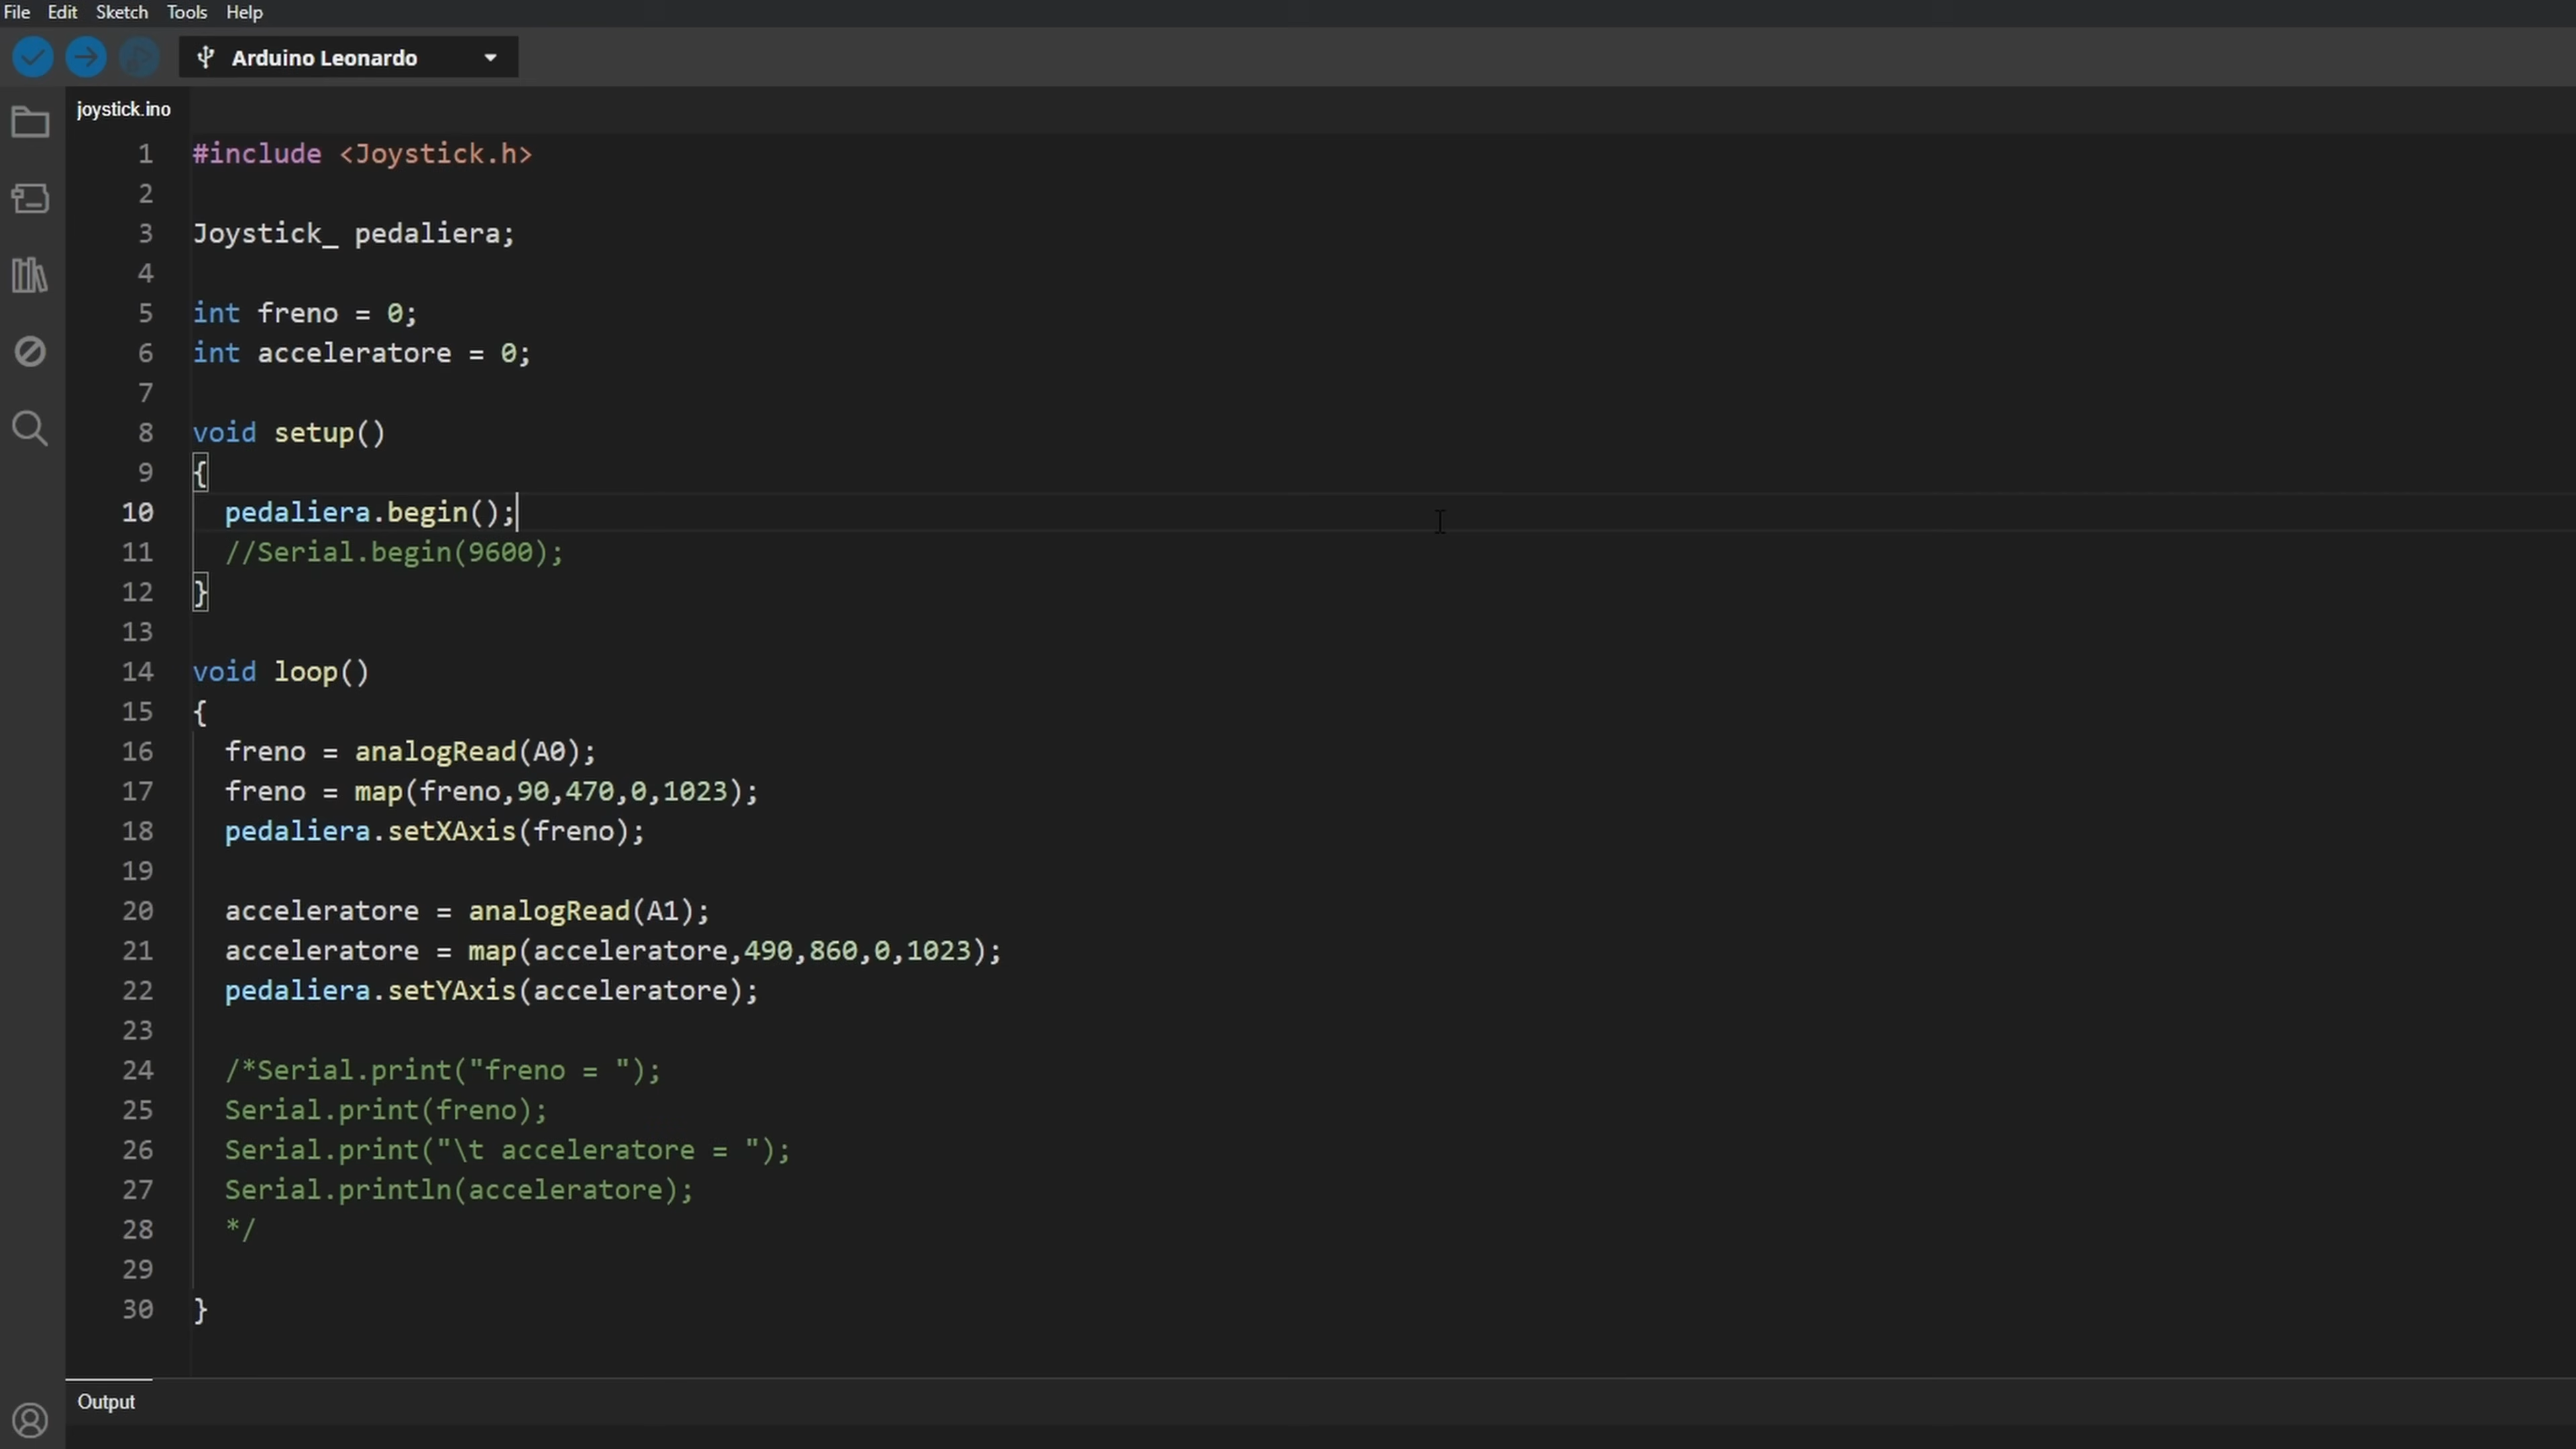 File Edit Sketch Tools Help
Arduino Leonardo
joystick.ino
1 #include <Joystick.h>
2
3 Joystick_ pedaliera;
4
5 int freno = 0;
6 int acceleratore = 0;
7
8 void setup()
9 {
10 pedaliera.begin();
11 //Serial.begin(9600);
12 }
13
14 void loop()
15 {
16 freno = analogRead(A0);
17 freno = map(freno,90,470,0,1023);
18 pedaliera.setXAxis(freno);
19
20 acceleratore = analogRead(A1);
21 acceleratore = map(acceleratore,490,860,0,1023);
22 pedaliera.setYAxis(acceleratore);
23
24 /*Serial.print("freno = ");
25 Serial.print(freno);
26 Serial.print("\t acceleratore = ");
27 Serial.println(acceleratore);
28 */
29
30 }
Output